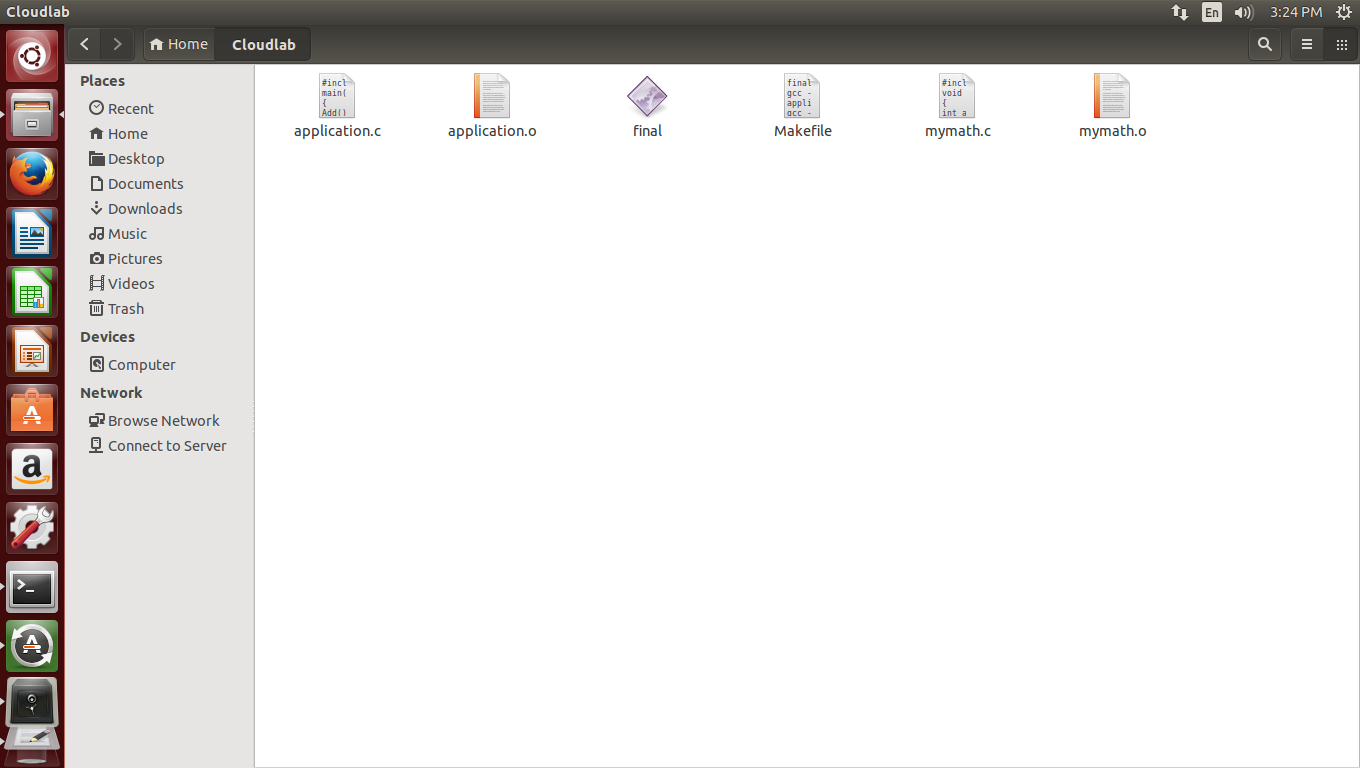 Cloudlab
En
3:24 PM
Home
Cloudlab
Places
Recent
Home
Desktop
Documents
Downloads
Music
Pictures
Videos
Trash
Devices
Computer
Network
Browse Network
Connect to Server
#incl
main(
{
Add()
application.c
application.o
final
final
gcc -
appli
gcc -
Makefile
#incl
void
{
int a
mymath.c
mymath.o